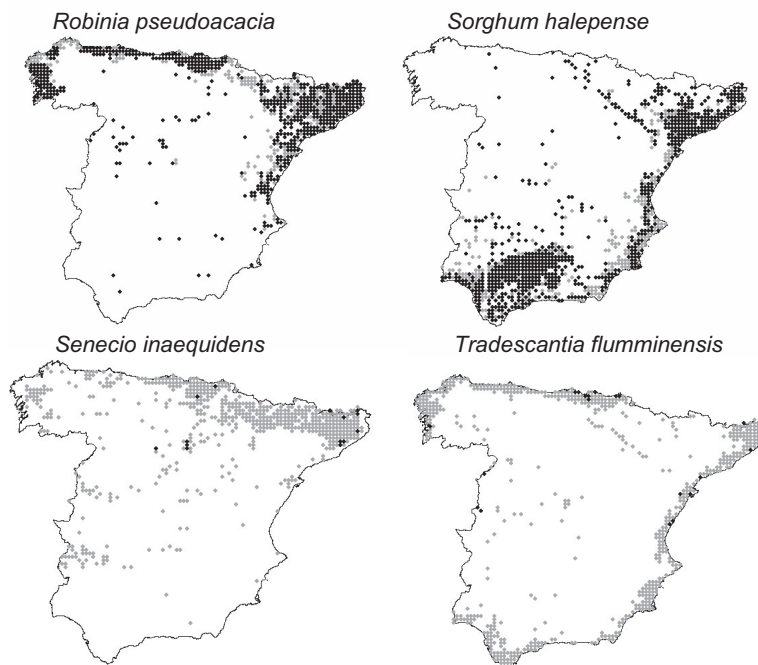 Robinia pseudoacacia
Sorghum halepense
Senecio inaequidens
Tradescantia flumminensis